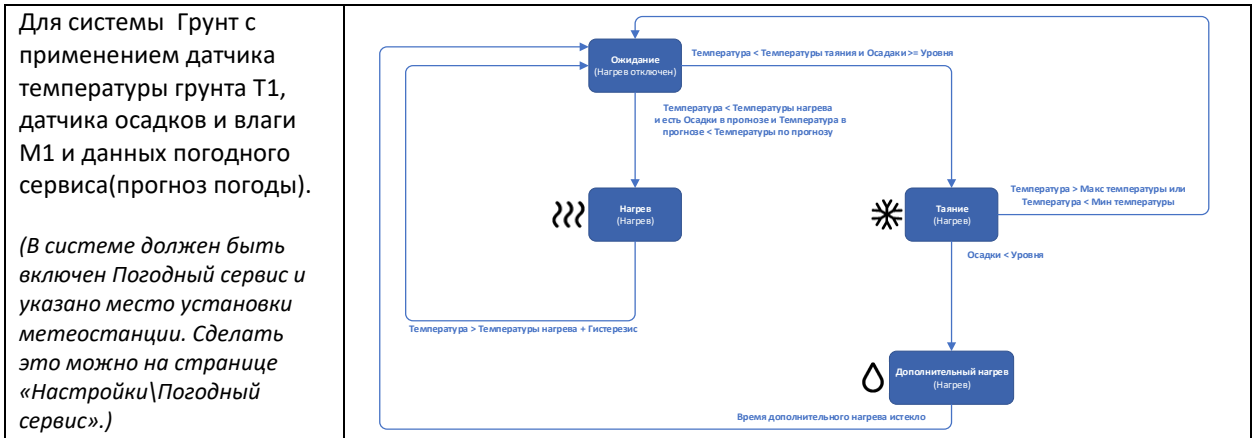 Для системы Грунт с
применением датчика
температуры грунта Т1,
датчика осадков и влаги
М1 и данных погодного
сервиса(прогноз погоды).
(В системе должен быть
включен Погодный сервис и
указано место установки
метеостанции. Сделать
это можно на странице
«Настройки\Погодный
сервис».)
Ожидание
(Нагрев отключен)
Температура < Температуры таяния и Осадаки>= Уровня
Температура < Температуры нагрева
и есть Осадки в прогнозе и Температура в
прогнозе < Температуры по прогнозу
Нагрев
(Нагрев)
Таяние
(Нагрев)
Температура > Макс температуры или
Температура < Мин температуры
Осадки < Уровня
Температура > Температуры нагрева + Гистерезис
Дополнительный нагрев
(Нагрев)
Время дополнительного нагрева истекло